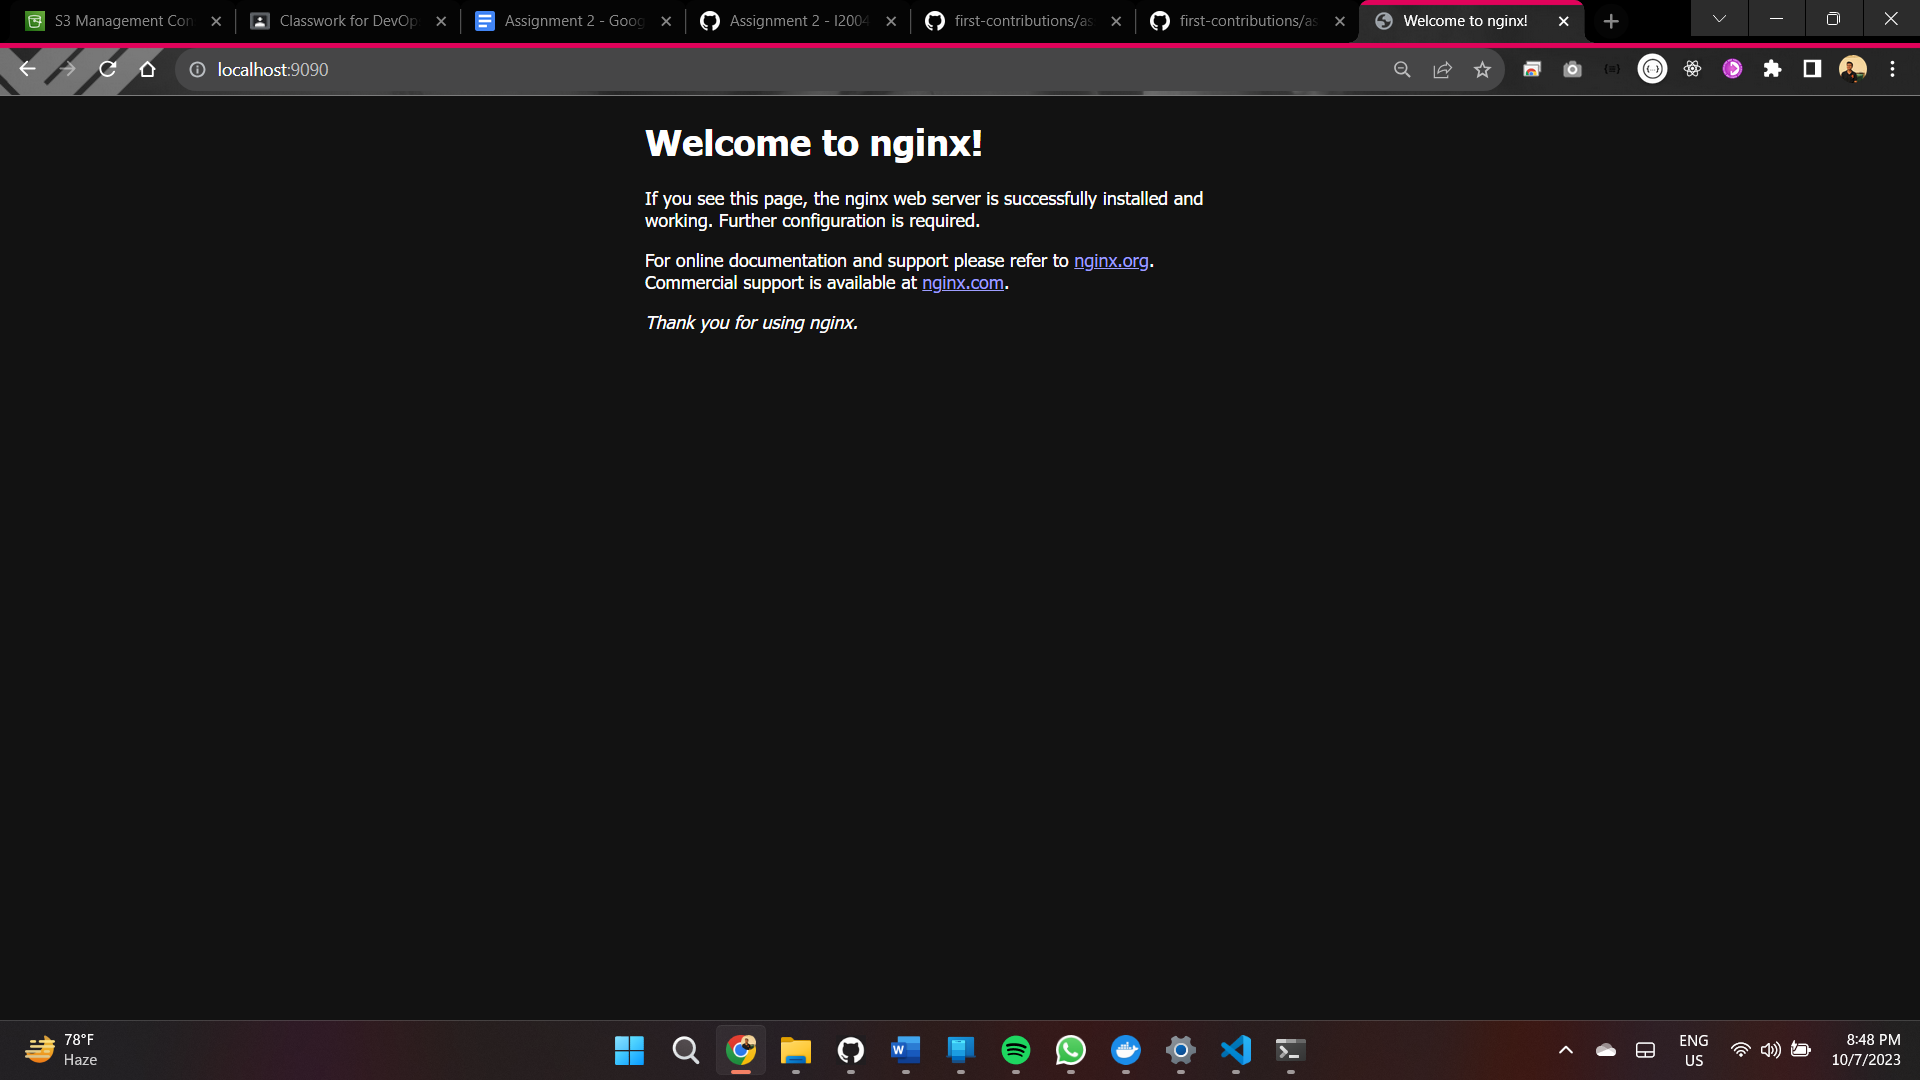 S3 Management Con
Classwork for DevOp
Assignment 2 - Goog
Assignment 2 - I2004
first-contributions/as
first-contributions/as
Welcome to nginx!
localhost:9090
Welcome to nginx!
If you see this page, the nginx web server is successfully installed and
working. Further configuration is required.
For online documentation and support please refer to nginx.org.
Commercial support is available at nginx.com.
Thank you for using nginx.
78°F
Haze
ENG
US
8:48 PM
10/7/2023